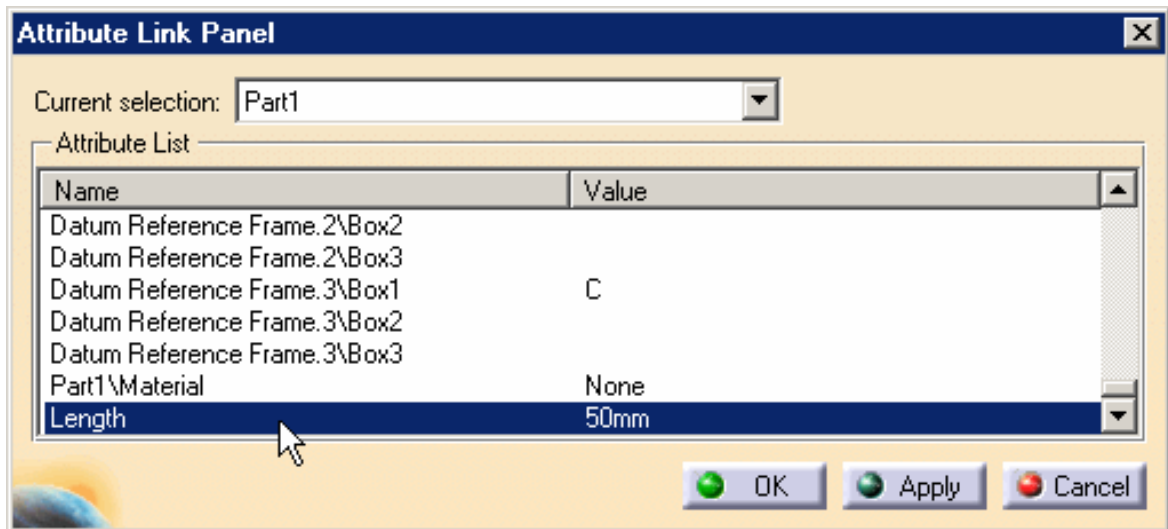 Attribute Link Panel
Current selection: Part1
Attribute List
Name Value
Datum Reference Frame.2\Box2
Datum Reference Frame.2\Box3
Datum Reference Frame.3\Box1 C
Datum Reference Frame.3\Box2
Datum Reference Frame.3\Box3
Part1\Material None
Length 50mm
OK Apply Cancel